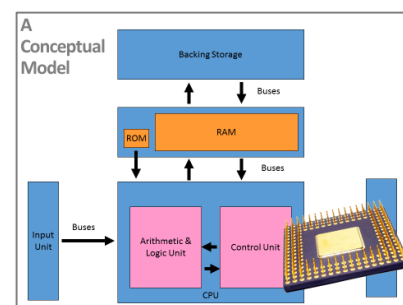 A
Conceptual
Model
Backing Storage
Buses
ROM
RAM
Buses
Input
Unit
Buses
Arithmetic &
Logic Unit
Control Unit
CPU